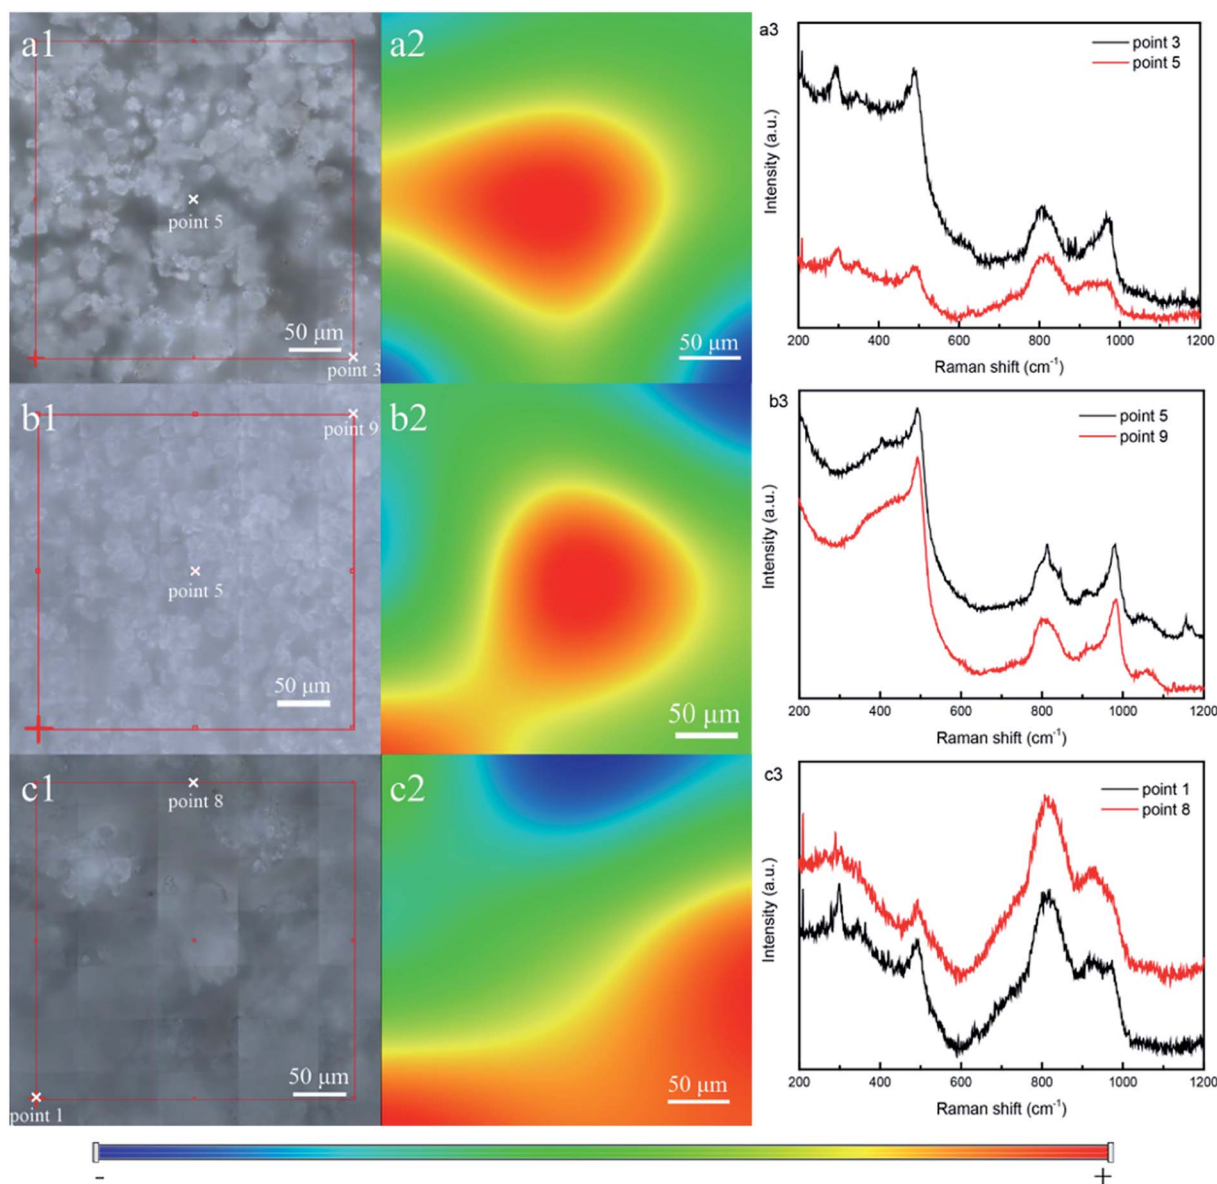 a1
point 5
50 μm
point 3
a2
50 μm
a3
point 3
point 5
Intensity (a.u.)
200 400 600 800 1000 1200
Raman shift (cm-1)
b1
point 9
point 5
50 μm
b2
50 μm
b3
point 5
point 9
Intensity (a.u.)
200 400 600 800 1000 1200
Raman shift (cm-1)
c1
point 8
50 μm
point 1
c2
50 μm
c3
point 1
point 8
Intensity (a.u.)
200 400 600 800 1000 1200
Raman shift (cm-1)
- +